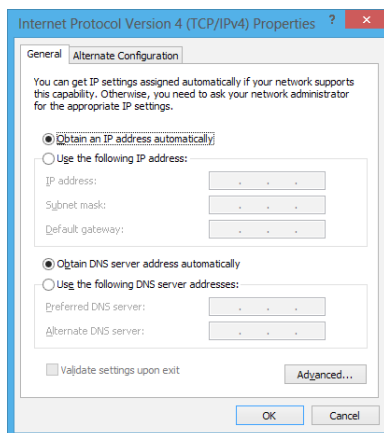 Internet Protocol Version 4 (TCP/IPv4) Properties ? ×
General Alternate Configuration
You can get IP settings assigned automatically if your network supports
this capability. Otherwise, you need to ask your network administrator
for the appropriate IP settings.
Obtain an IP address automatically
Use the following IP address:
IP address: . . .
Subnet mask: . . .
Default gateway: . . .
Obtain DNS server address automatically
Use the following DNS server addresses:
Preferred DNS server: . . .
Alternate DNS server: . . .
Validate settings upon exit
Advanced...
OK Cancel